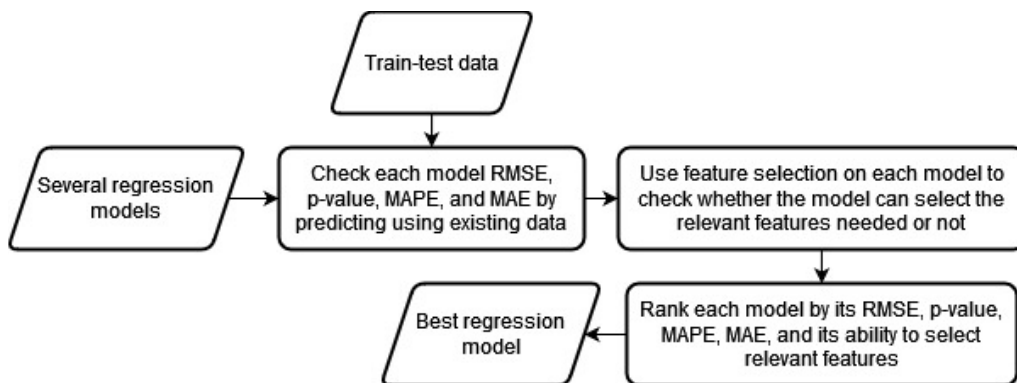 Train-test data
Several regression
models
Check each model RMSE,
p-value, MAPE, and MAE by
predicting using existing data
Use feature selection on each model to
check whether the model can select the
relevant features needed or not
Rank each model by its RMSE, p-value,
MAPE, MAE, and its ability to select
relevant features
Best regression
model